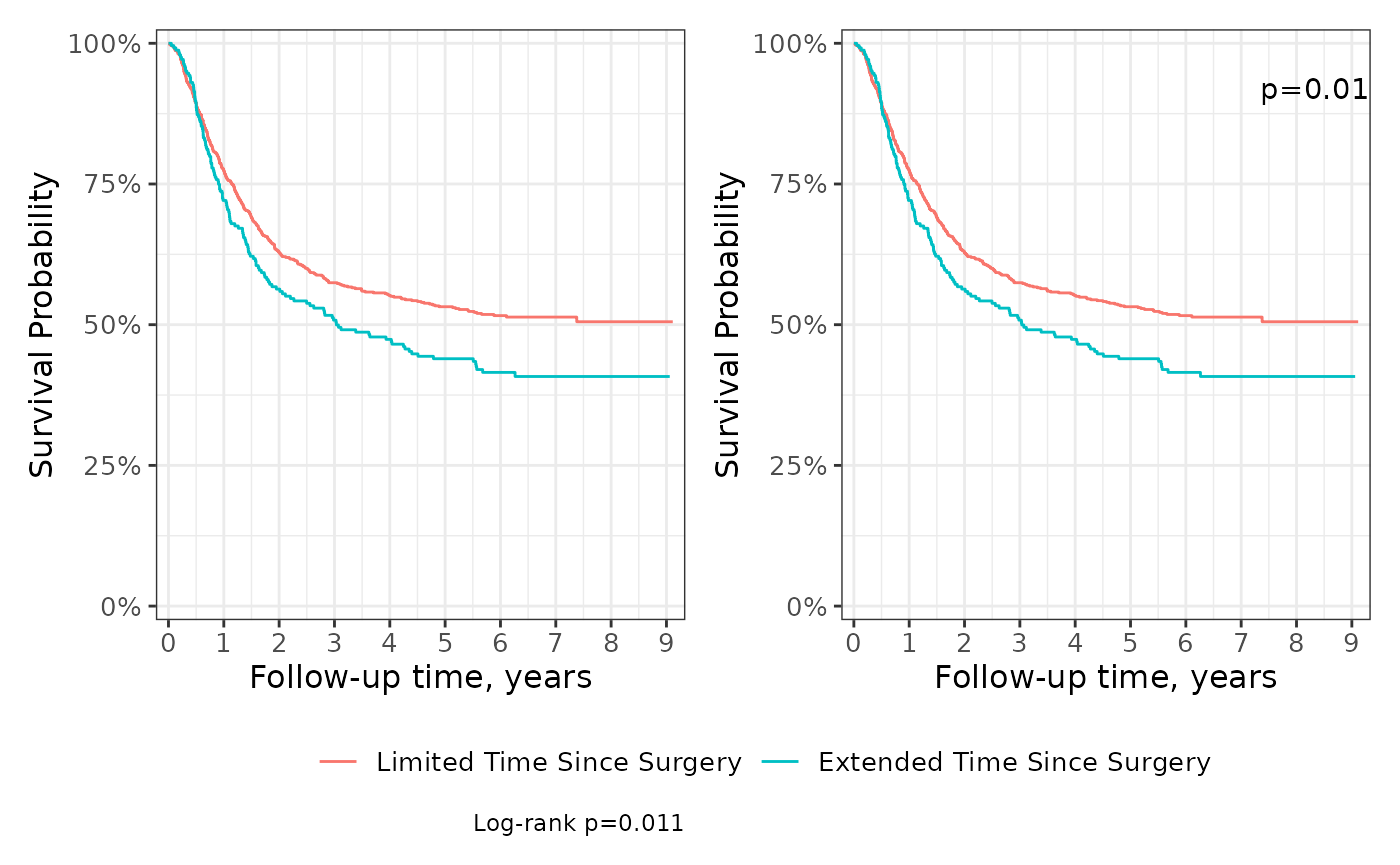 100%
75%
50%
25%
0%
Survival Probability
0 1 2 3 4 5 6 7 8 9
Follow-up time, years
p=0.01
100%
75%
50%
25%
0%
Survival Probability
0 1 2 3 4 5 6 7 8 9
Follow-up time, years
Limited Time Since Surgery
Extended Time Since Surgery
Log-rank p=0.011